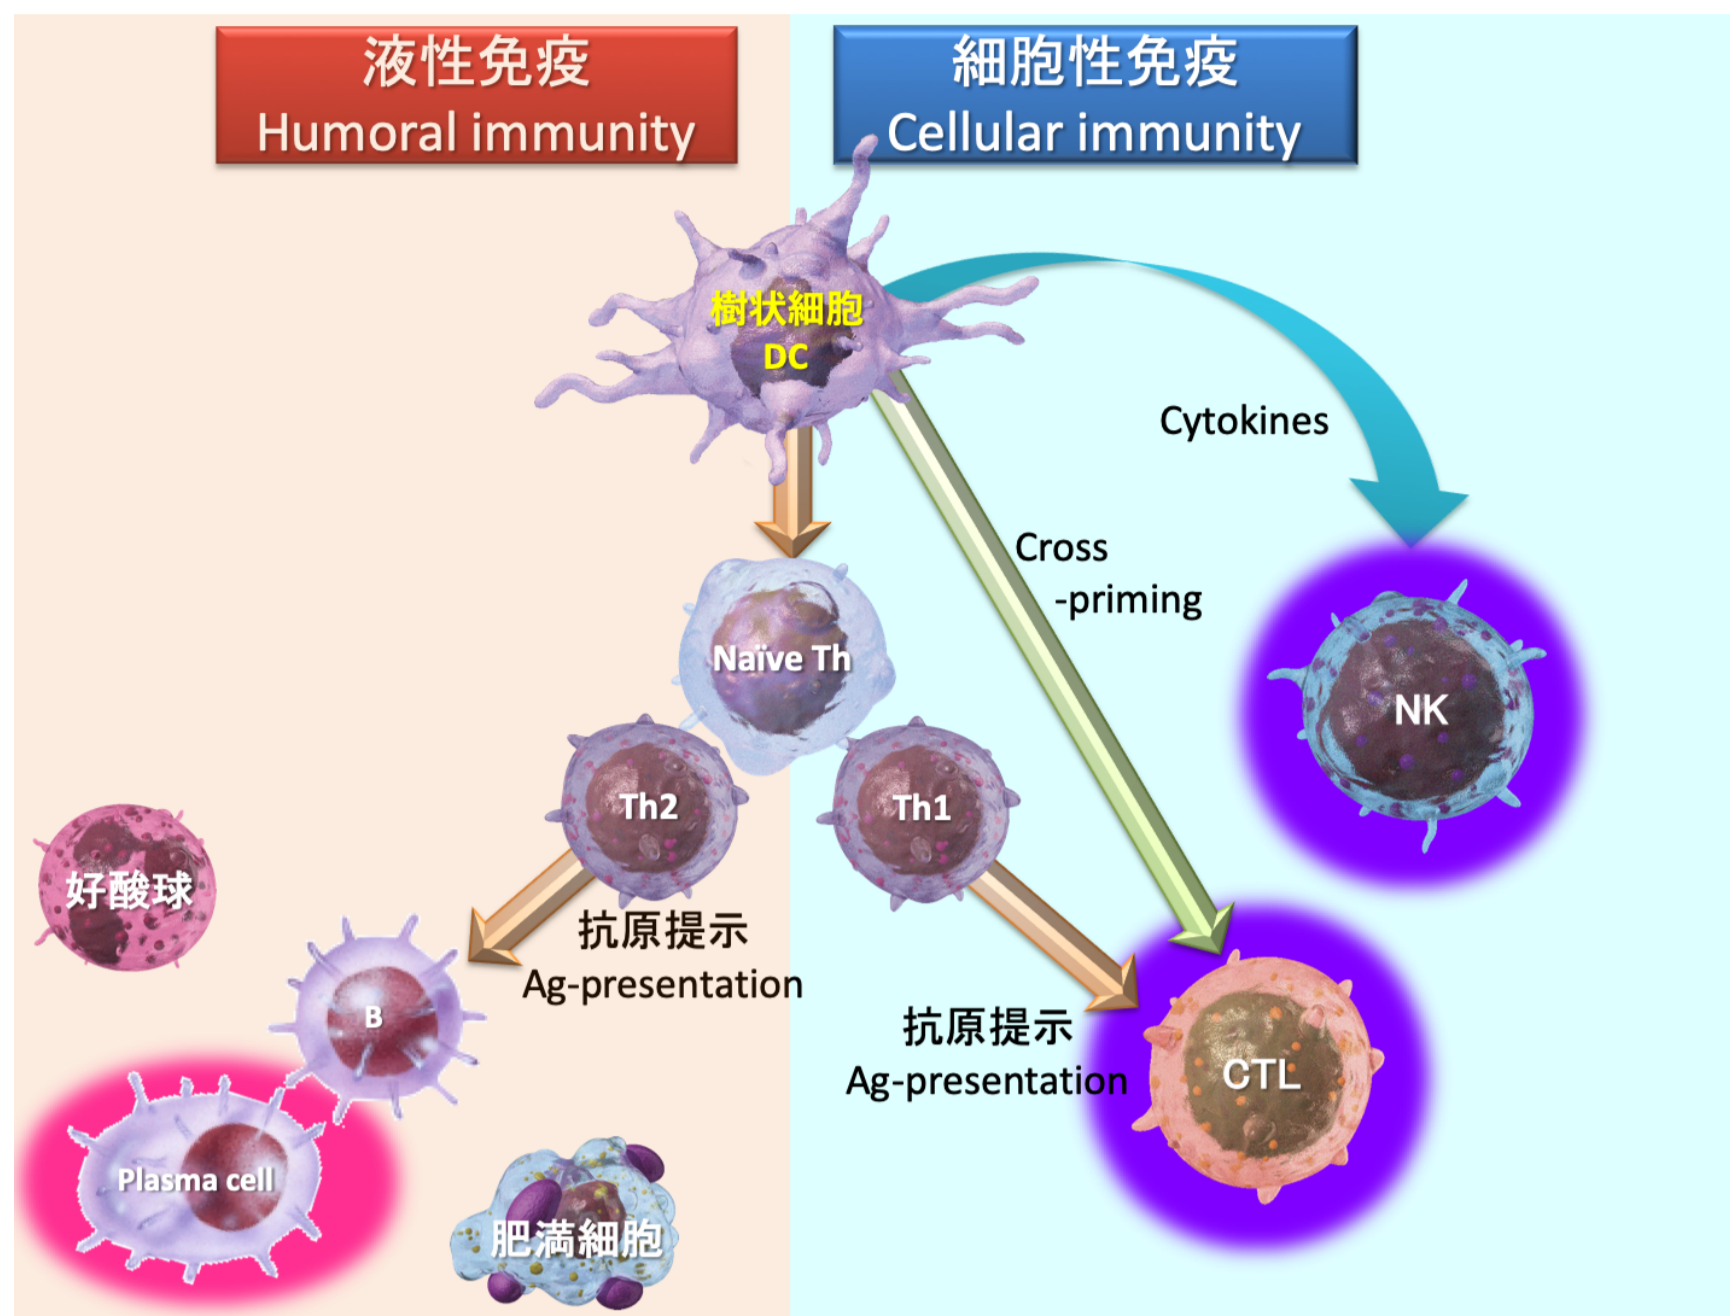 液性免疫
Humoral immunity
細胞性免疫
Cellular immunity
樹状細胞
DC
Cytokines
Cross
-priming
Naïve Th
NK
Th2
Th1
好酸球
抗原提示
Ag-presentation
B
抗原提示
Ag-presentation
CTL
Plasma cell
肥満細胞